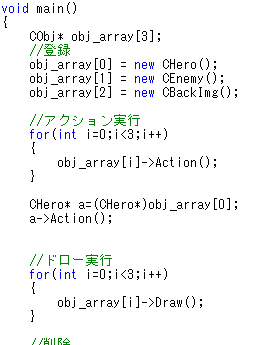 void main()
{
CObj* obj_array[3];
//登録
obj_array[0] = new CHero();
obj_array[1] = new CEnemy();
obj_array[2] = new CBackImg();
//アクション実行
for(int i=0;i<3;i++)
{
obj_array[i]->Action();
}
CHero* a=(CHero*)obj_array[0];
a->Action();
//ドロー実行
for(int i=0;i<3;i++)
{
obj_array[i]->Draw();
}
//削除